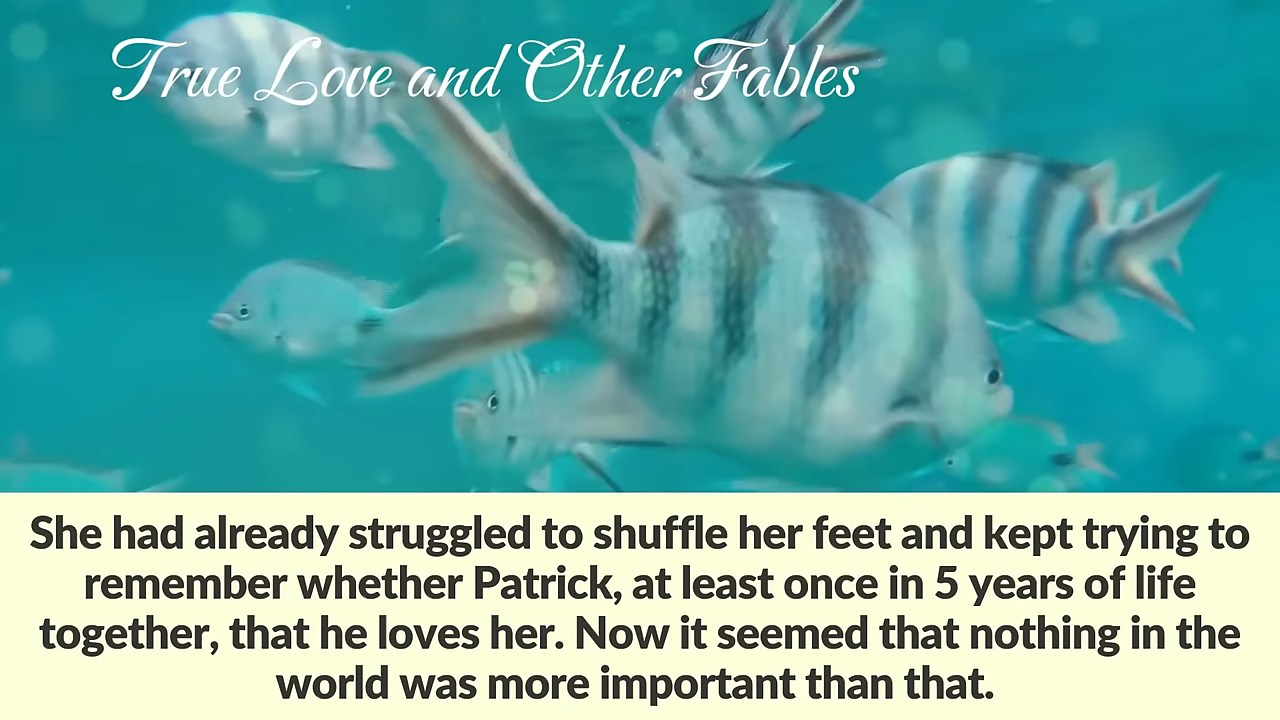 True Love and Other Fables
She had already struggled to shuffle her feet and kept trying to
remember whether Patrick, at least once in 5 years of life
together, that he loves her. Now it seemed that nothing in the
world was more important than that.